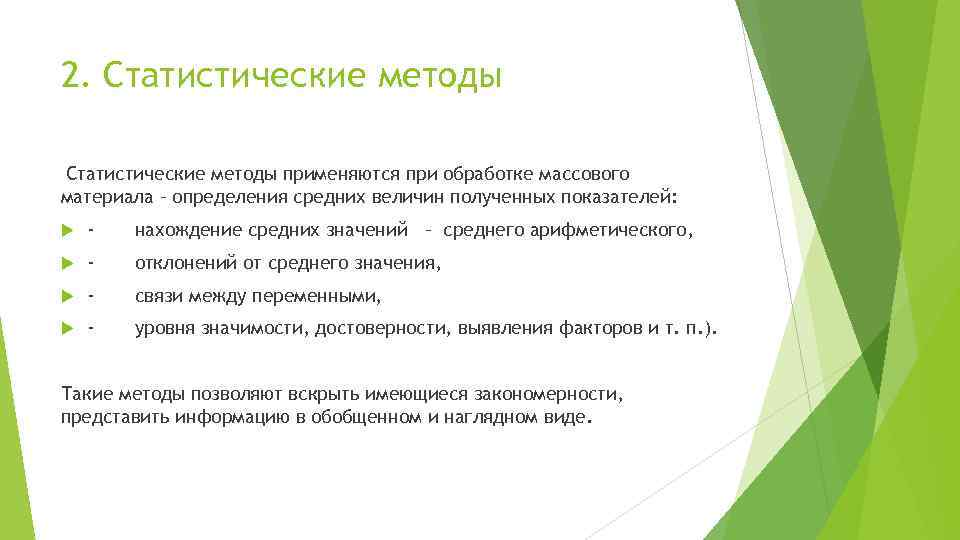 2. Статистические методы
Статистические методы применяются при обработке массового
материала – определения средних величин полученных показателей:
- нахождение средних значений – среднего арифметического,
- отклонений от среднего значения,
- связи между переменными,
- уровня значимости, достоверности, выявления факторов и т. п.).
Такие методы позволяют вскрыть имеющиеся закономерности,
представить информацию в обобщенном и наглядном виде.